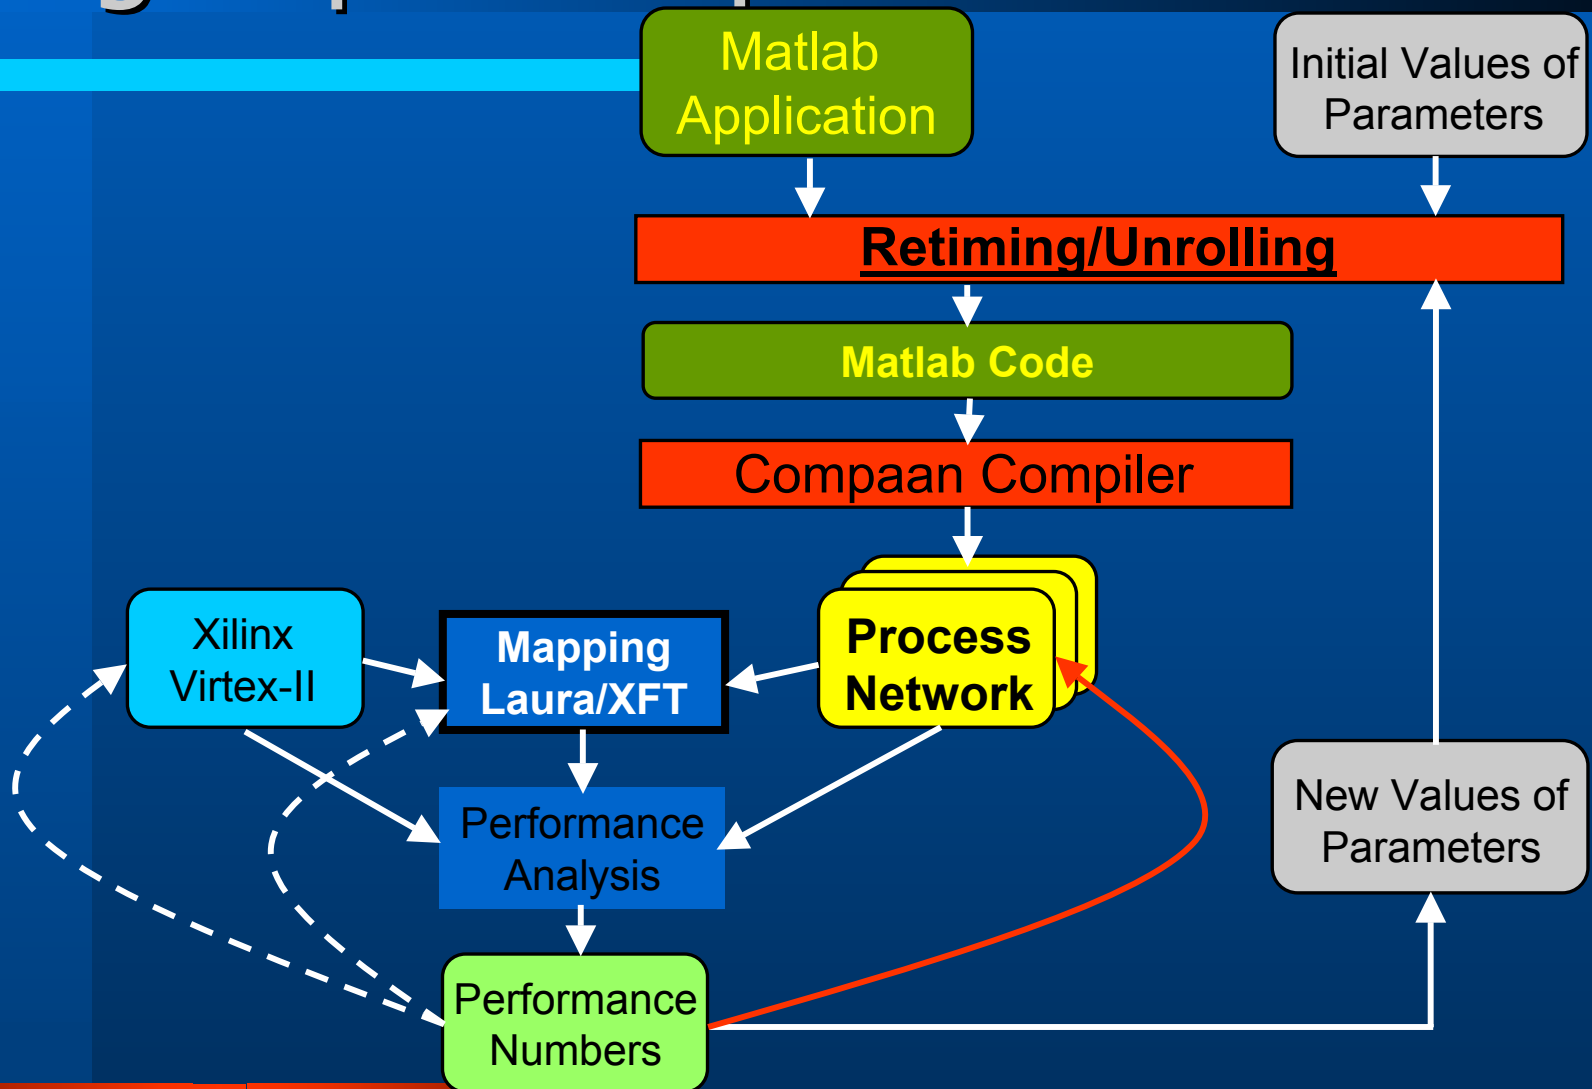 Matlab
Application
Initial Values of
Parameters
Retiming/Unrolling
Matlab Code
Compaan Compiler
Xilinx
Virtex-II
Mapping
Laura/XFT
Process
Network
Performance
Analysis
New Values of
Parameters
Performance
Numbers